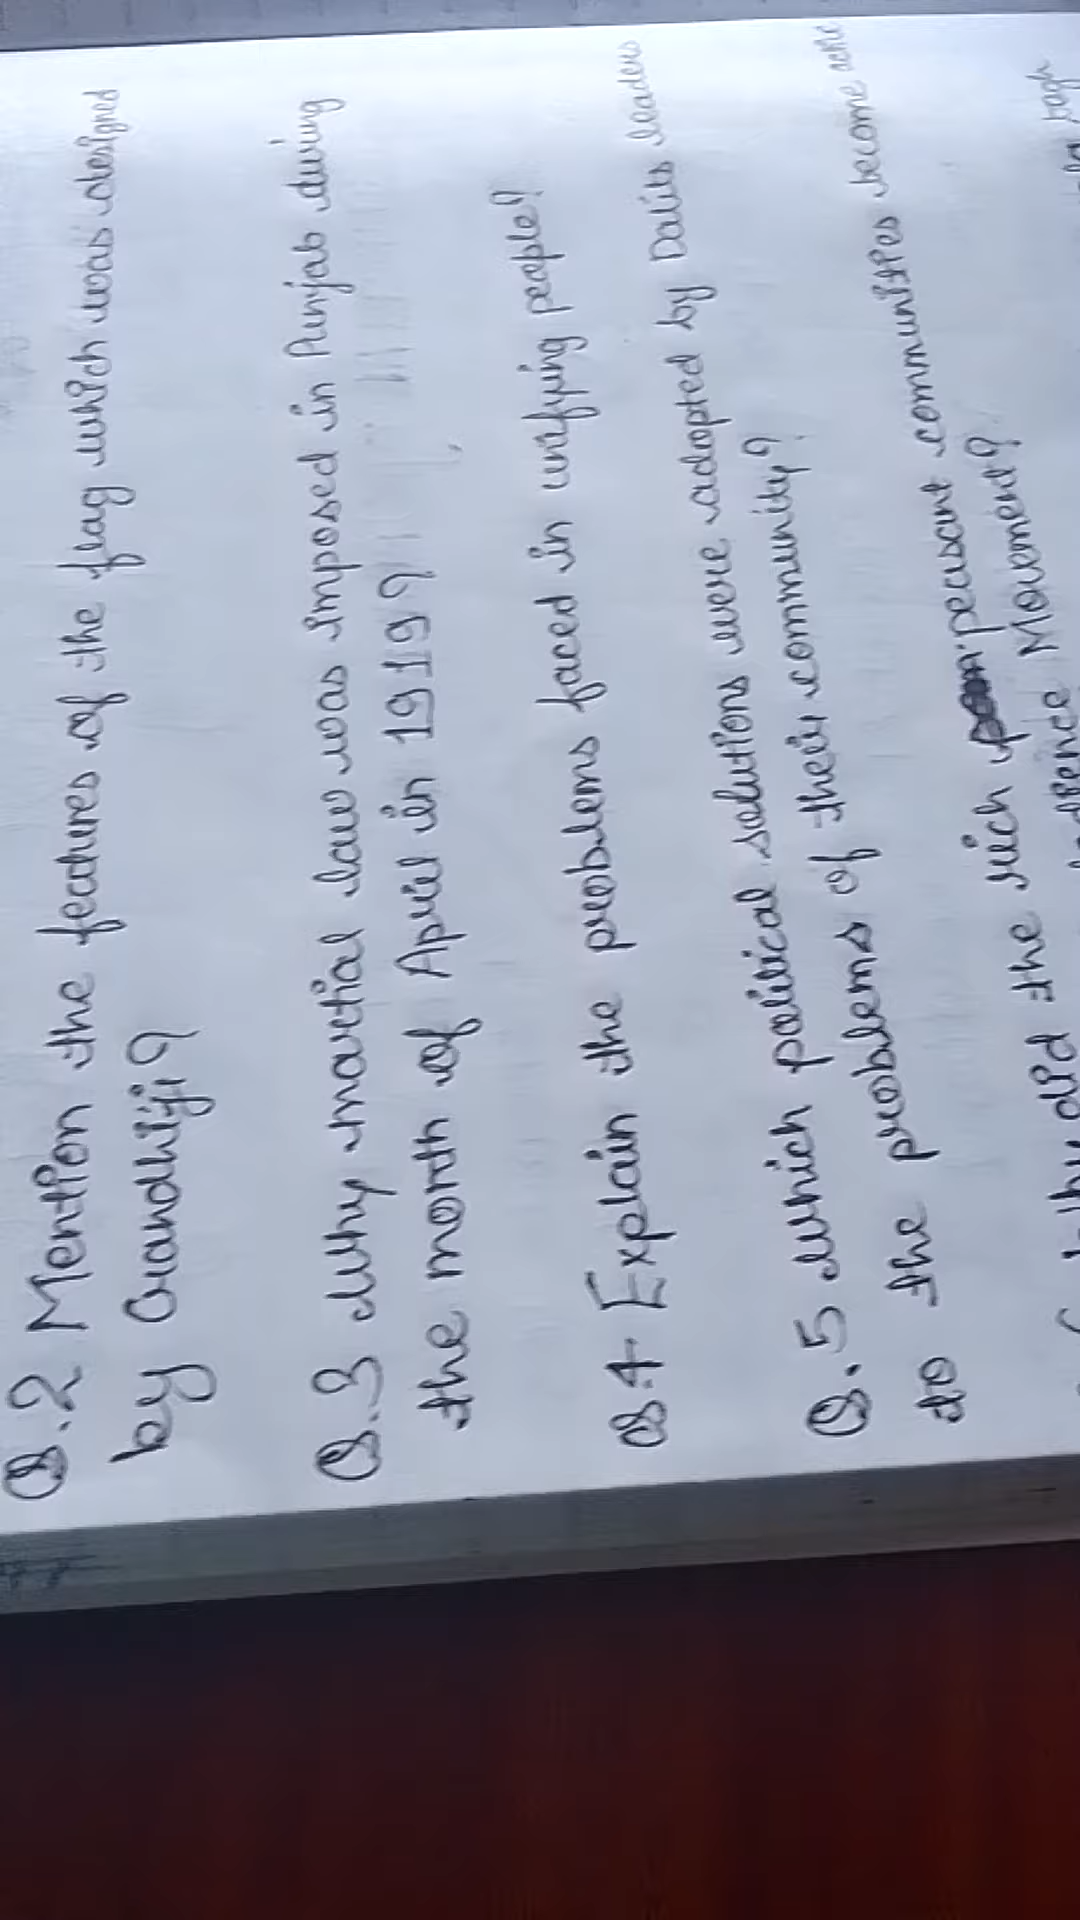 Q.2 Mention the features of the flag which was designed
by Gandhiji?
Q.3 Why martial law was imposed in Punjab during
the month of April in 1919?
Q.4 Explain the problems faced in unifying people?
Q.5 Which political solutions were adopted by Dalits leaders
to the problems of their community?
why did the rich peasant communities become active
Movement?